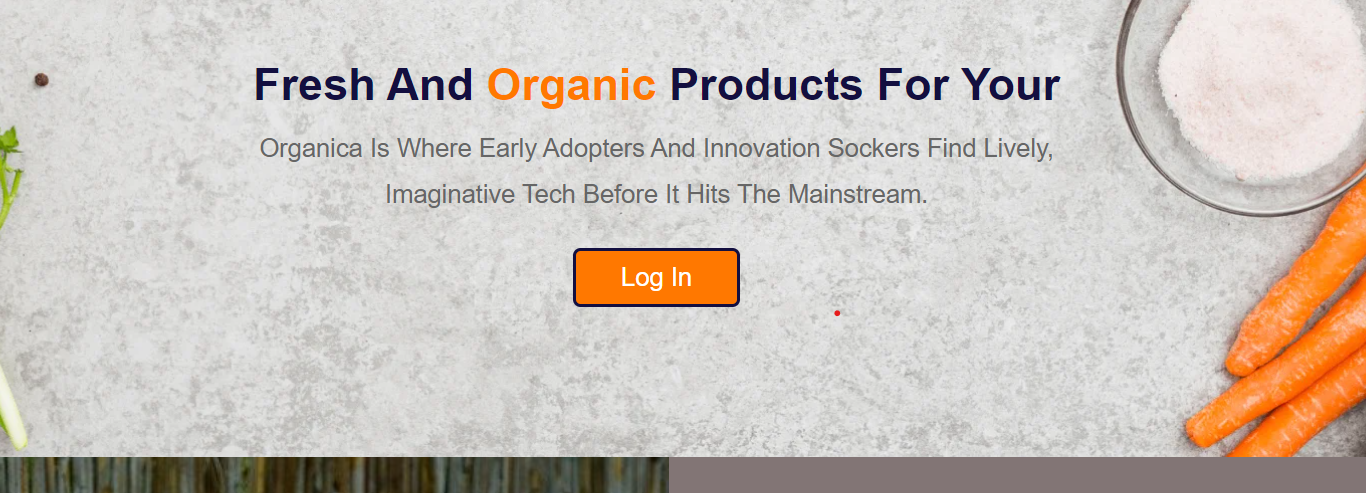 Fresh And Organic Products For Your
Organica Is Where Early Adopters And Innovation Sockers Find Lively,
Imaginative Tech Before It Hits The Mainstream.
Log In